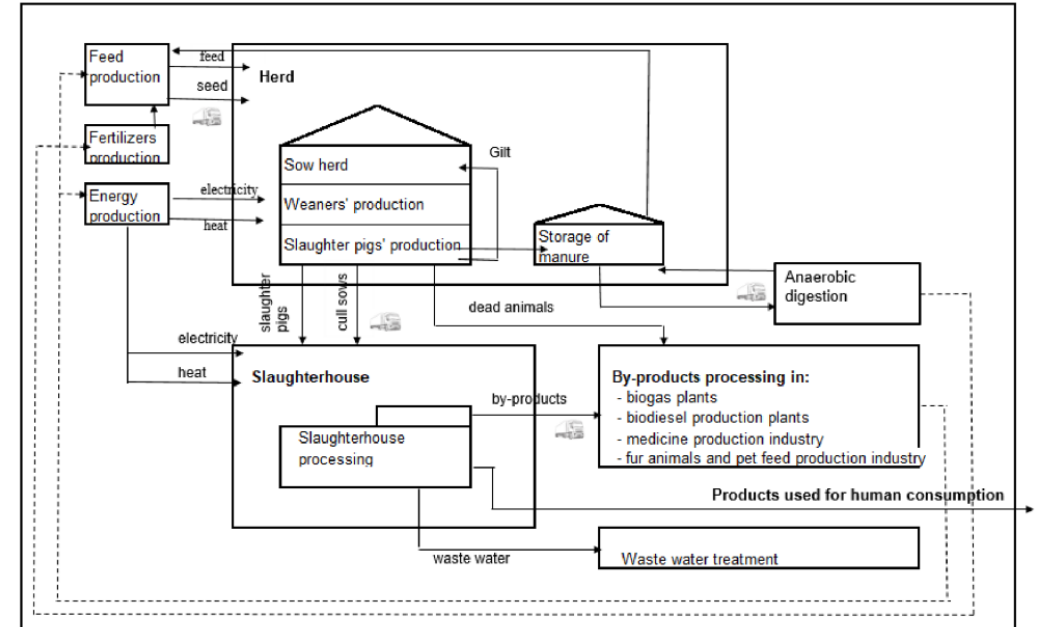 Feed
production
feed
seed
Herd
Fertilizers
production
Energy
production
electricity
heat
Gilt
Sow herd
Weaners' production
Slaughter pigs' production
Storage of
manure
Anaerobic
digestion
slaughter
pigs
cull sows
dead animals
electricity
heat
Slaughterhouse
Slaughterhouse
processing
by-products
By-products processing in:
- biogas plants
- biodiesel production plants
- medicine production industry
- fur animals and pet feed production industry
Products used for human consumption
waste water
Waste water treatment